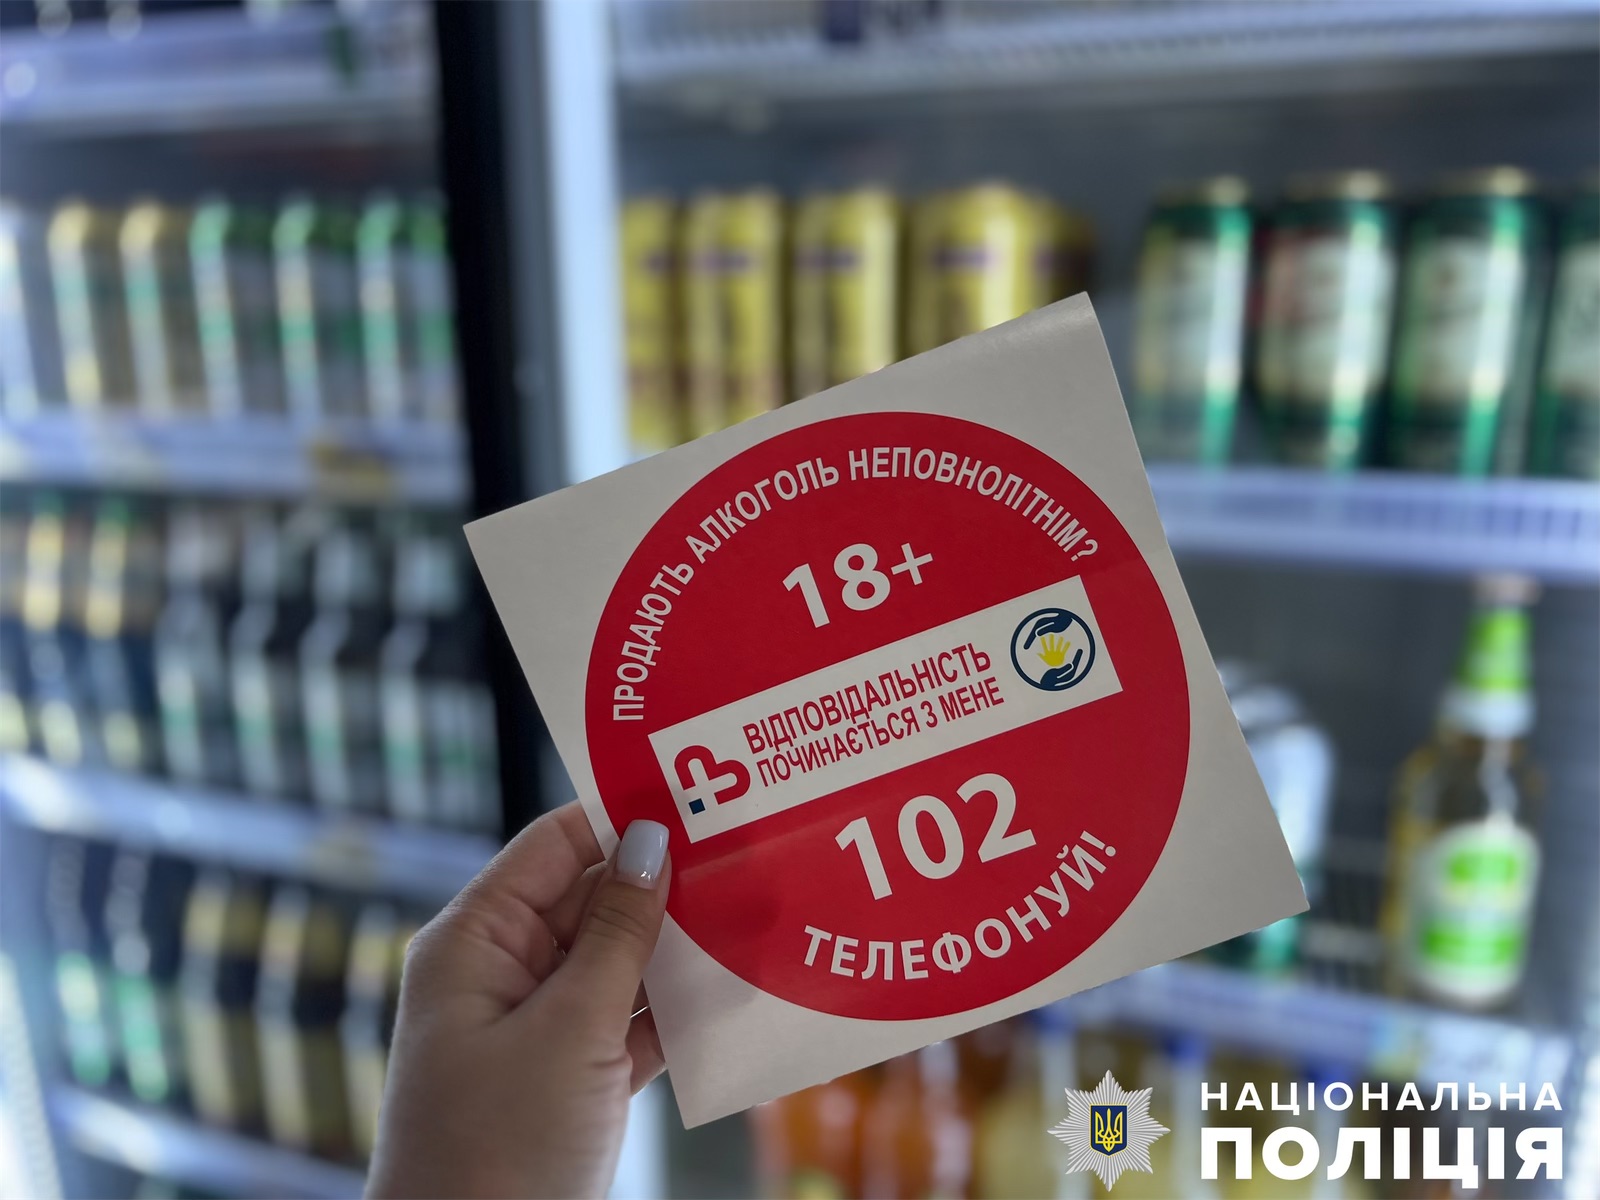 ПРОДАЮТЬ АЛКОГОЛЬ НЕПОВНОЛІТНІМ?
18+
ВІДПОВІДАЛЬНІСТЬ
ПОЧИНАЄТЬСЯ З МЕНЕ
102
ТЕЛЕФОНУЙ!
НАЦІОНАЛЬНА
ПОЛІЦІЯ